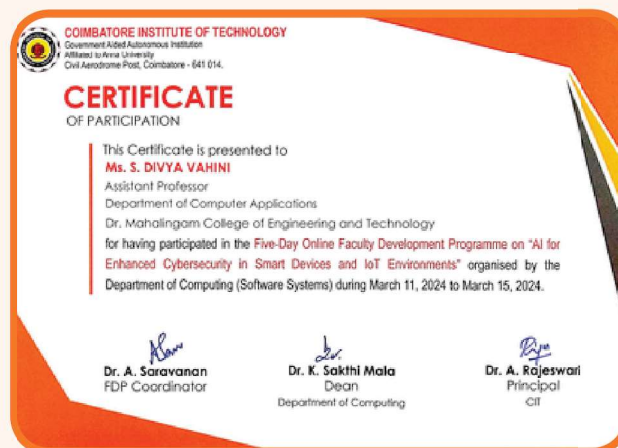 COIMBATORE INSTITUTE OF TECHNOLOGY
Government Aided Autonomous Institution
Affiliated to Anna University
Civil Aerodrome Post, Coimbatore - 641 014.
CERTIFICATE
OF PARTICIPATION
This Certificate is presented to
Ms. S. DIVYA VAHINI
Assistant Professor
Department of Computer Applications
Dr. Mahalingam College of Engineering and Technology
for having participated in the Five-Day Online Faculty Development Programme on "AI for
Enhanced Cybersecurity in Smart Devices and IoT Environments" organised by the
Department of Computing (Software Systems) during March 11, 2024 to March 15, 2024.
Dr. A. Saravanan
FDP Coordinator
Dr. K. Sakthi Mala
Dean
Department of Computing
Dr. A. Rajeswari
Principal
CIT